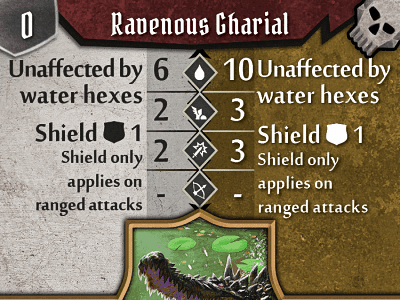 0
Ravenous Gharial
Unaffected by 6 10 Unaffected by
water hexes 2 3 water hexes
Shield 1 2 3 Shield 1
Shield only Shield only
applies on - - applies on
ranged attacks ranged attacks